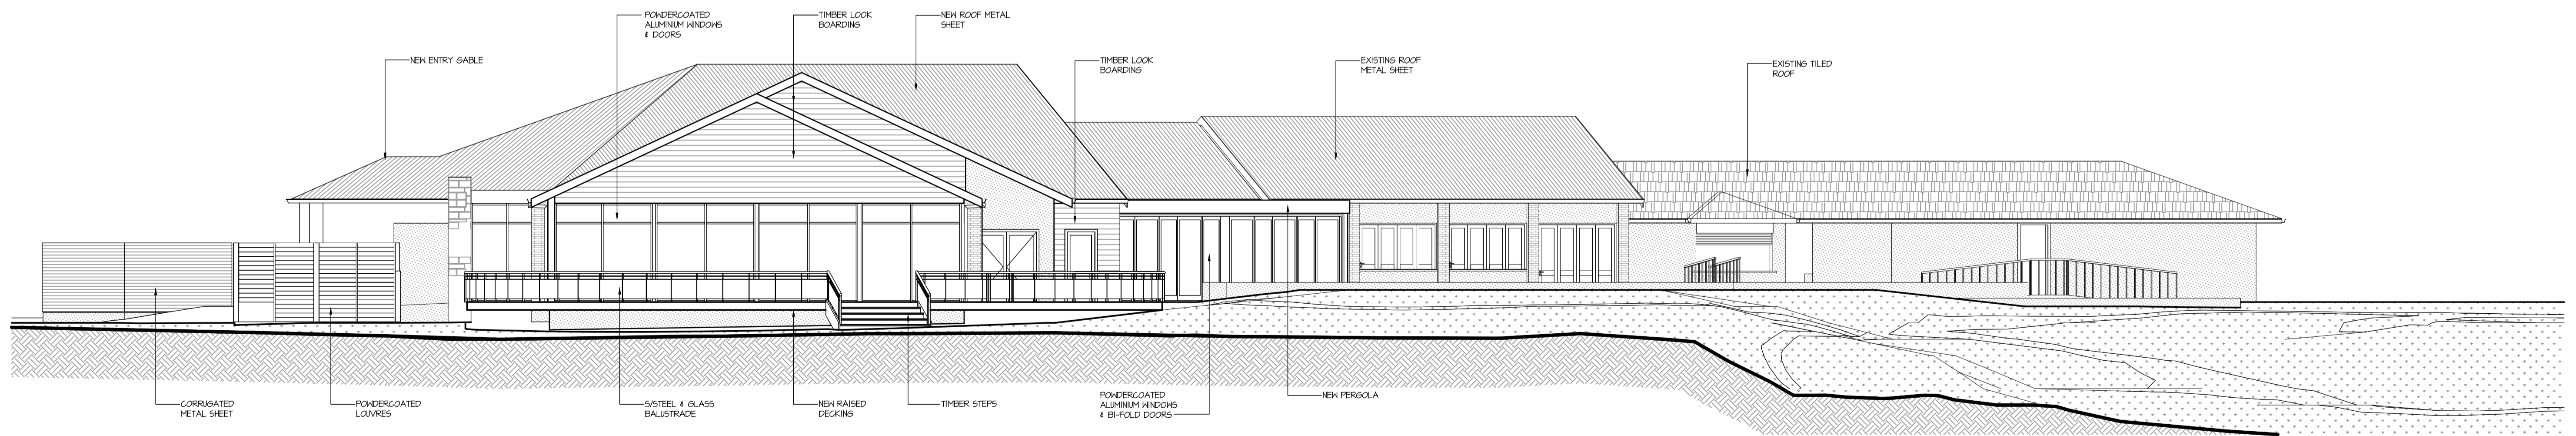 POWDERCOATED
ALUMINIUM WINDOWS
& DOORS
TIMBER LOOK
BOARDING
NEW ROOF METAL
SHEET
NEW ENTRY GABLE
TIMBER LOOK
BOARDING
EXISTING ROOF
METAL SHEET
EXISTING TILED
ROOF
CORRUGATED
METAL SHEET
POWDERCOATED
LOUVRES
S/STEEL & GLASS
BALUSTRADE
NEW RAISED
DECKING
TIMBER STEPS
POWDERCOATED
ALUMINIUM WINDOWS
& BI-FOLD DOORS
NEW PERGOLA